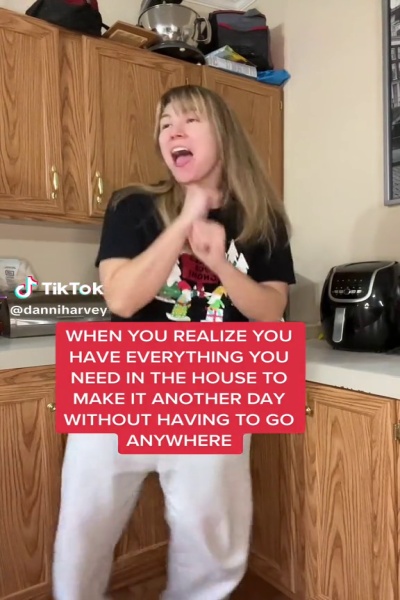 TikTok
@danniharvey
WHEN YOU REALIZE YOU
HAVE EVERYTHING YOU
NEED IN THE HOUSE TO
MAKE IT ANOTHER DAY
WITHOUT HAVING TO GO
ANYWHERE